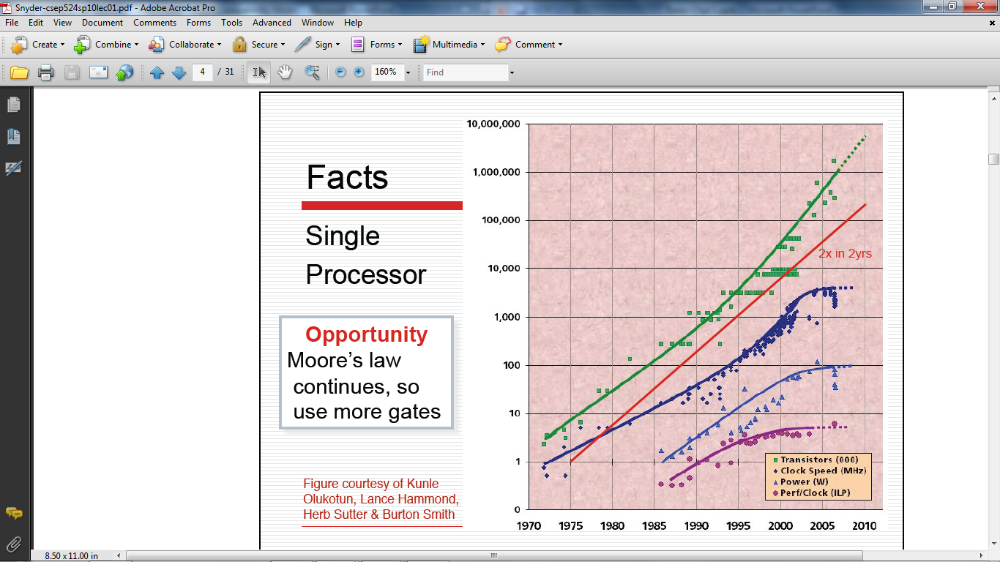 Snyder-csep524sp10lec01.pdf - Adobe Acrobat Pro
File Edit View Document Comments Forms Tools Advanced Window Help
Create Combine Collaborate Secure Sign Forms Multimedia Comment
4 / 31 160% Find
Facts
Single
Processor
Opportunity
Moore's law
continues, so
use more gates
Figure courtesy of Kunle
Olukotun, Lance Hammond,
Herb Sutter & Burton Smith
10,000,000
1,000,000
100,000
10,000
1,000
100
10
1
0
2x in 2yrs
Transistors (000)
Clock Speed (MHz)
Power (W)
Perf/Clock (ILP)
1970 1975 1980 1985 1990 1995 2000 2005 2010
8.50 x 11.00 in